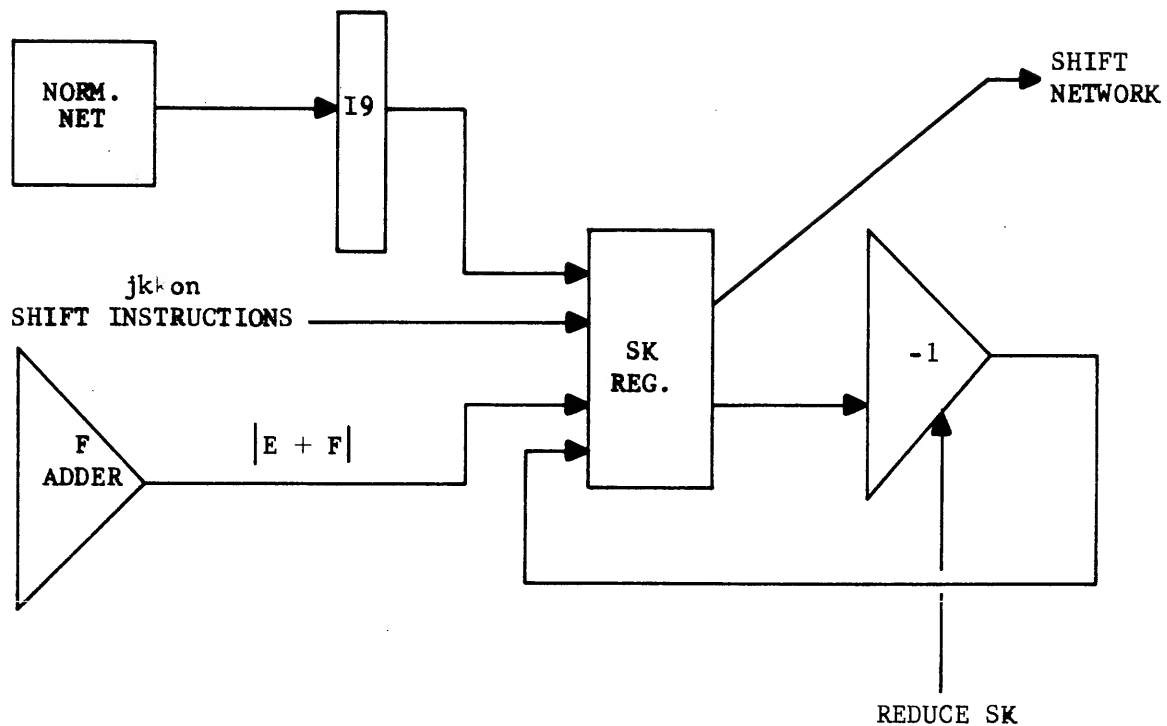 SHIFT
NETWORK
NORM.
NET
I9
jk on
SHIFT INSTRUCTIONS
SK
REG.
-1
F
ADDER
|E + F|
REDUCE SK